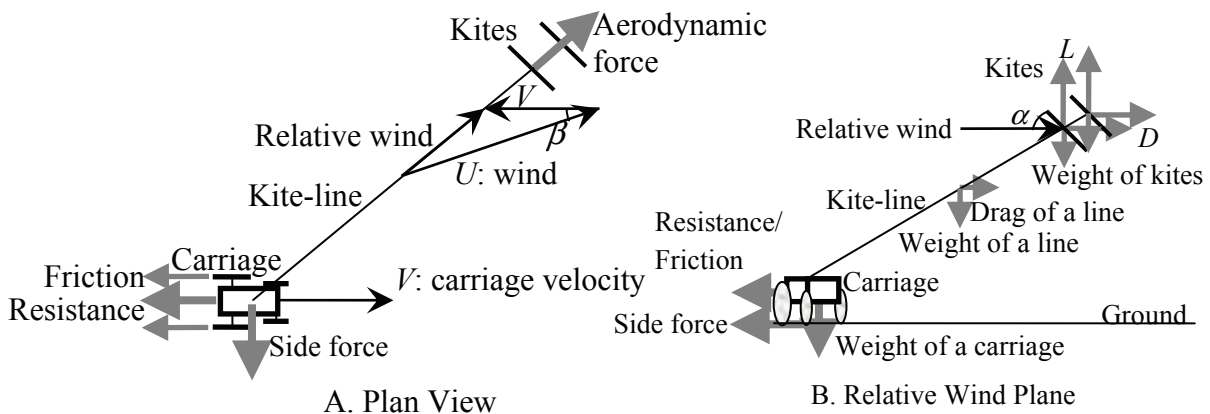 Kites
Aerodynamic
force
V
β
Relative wind
U: wind
Kite-line
Carriage
Friction
Resistance
V: carriage velocity
Side force
A. Plan View
L
Kites
α
Relative wind
D
Weight of kites
Kite-line
Drag of a line
Weight of a line
Resistance/
Friction
Carriage
Side force
Ground
Weight of a carriage
B. Relative Wind Plane